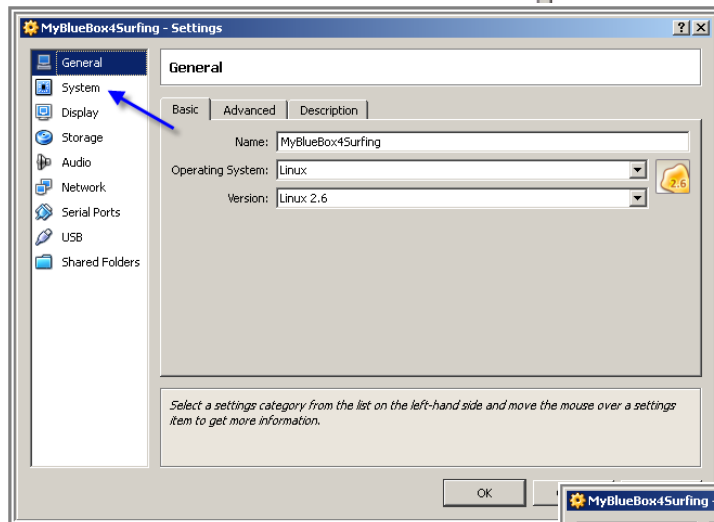 MyBlueBox4Surfing - Settings
General
System
Display
Storage
Audio
Network
Serial Ports
USB
Shared Folders
General
Basic
Advanced
Description
Name: MyBlueBox4Surfing
Operating System: Linux
2.6
Version: Linux 2.6
Select a settings category from the list on the left-hand side and move the mouse over a settings
item to get more information.
OK
MyBlueBox4Surfing -